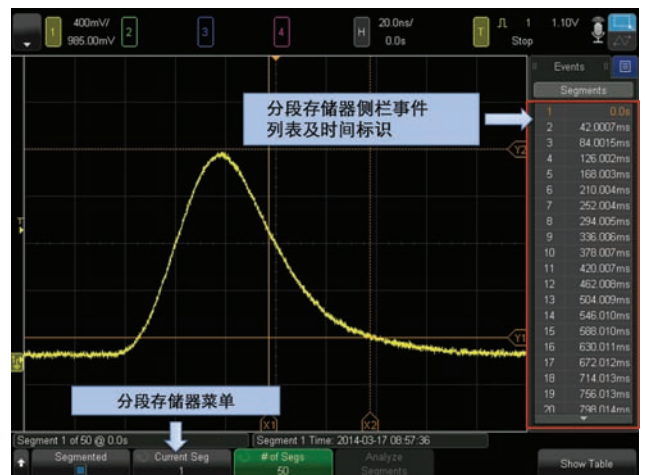 1
400mV/
985.00mV
2
3
4
H
20.0ns/
0.0s
T
1
1.10V
Stop
Events
Segments
分段存储器侧栏事件
列表及时间标识
1 0.0s
2 42.0007ms
3 84.0015ms
4 126.002ms
5 168.003ms
6 210.004ms
7 252.004ms
8 294.005ms
9 336.006ms
10 378.007ms
11 420.007ms
12 462.008ms
13 504.009ms
14 546.010ms
15 588.010ms
16 630.011ms
17 672.012ms
18 714.013ms
19 756.013ms
20 798.014ms
Y2
T
Y1
分段存储器菜单
X1
X2
Segment 1 of 50 @ 0.0s
Segment 1 Time: 2014-03-17 08:57:36
Segmented
Current Seg
1
# of Segs
50
Analyze
Segments
Show Table